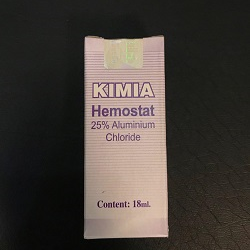 KIMIA
Hemostat
25% Aluminium
Chloride
Content: 18ml.